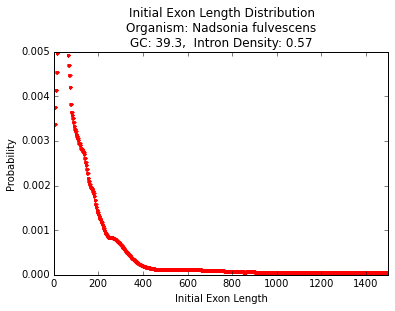 Initial Exon Length Distribution
Organism: Nadsonia fulvescens
GC: 39.3,  Intron Density: 0.57
0.005
0.004
0.003
0.002
0.001
0.000
Probability
0 200 400 600 800 1000 1200 1400
Initial Exon Length